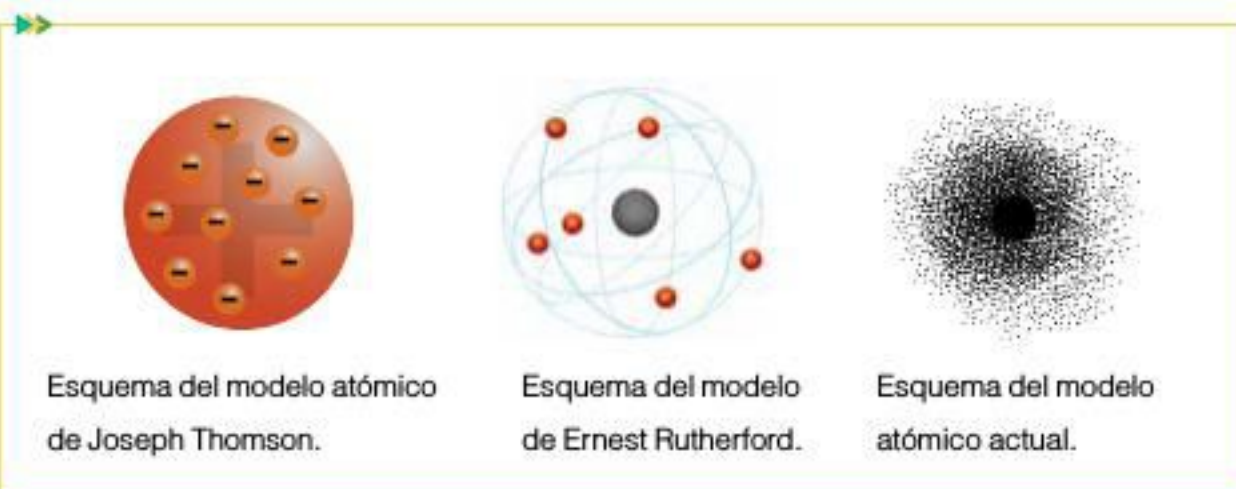 Esquema del modelo atómico
de Joseph Thomson.
Esquema del modelo
de Ernest Rutherford.
Esquema del modelo
atómico actual.